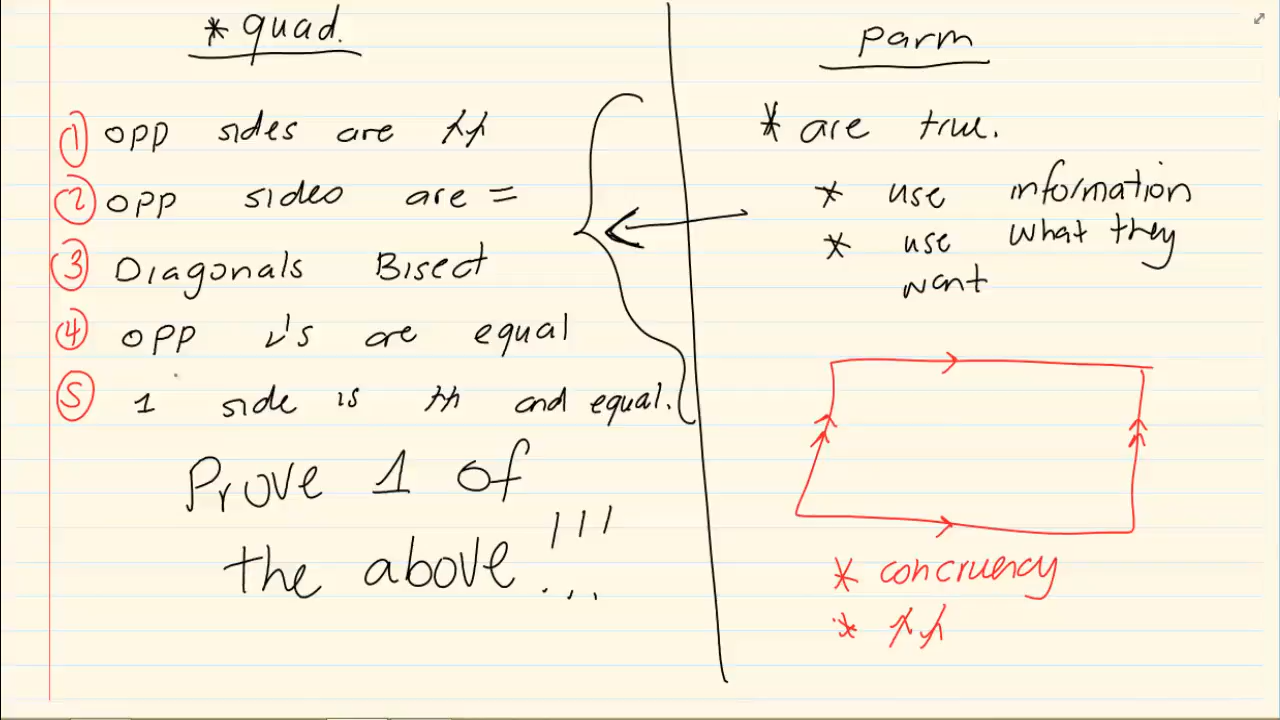 * quad.
① opp sides are //
② opp sides are =
③ Diagonals Bisect
④ opp ∠'s are equal
⑤ 1 side is // and equal.
Prove 1 of
the above!!!
parm
* are true.
* use information
* use what they
want
* concruency
* //